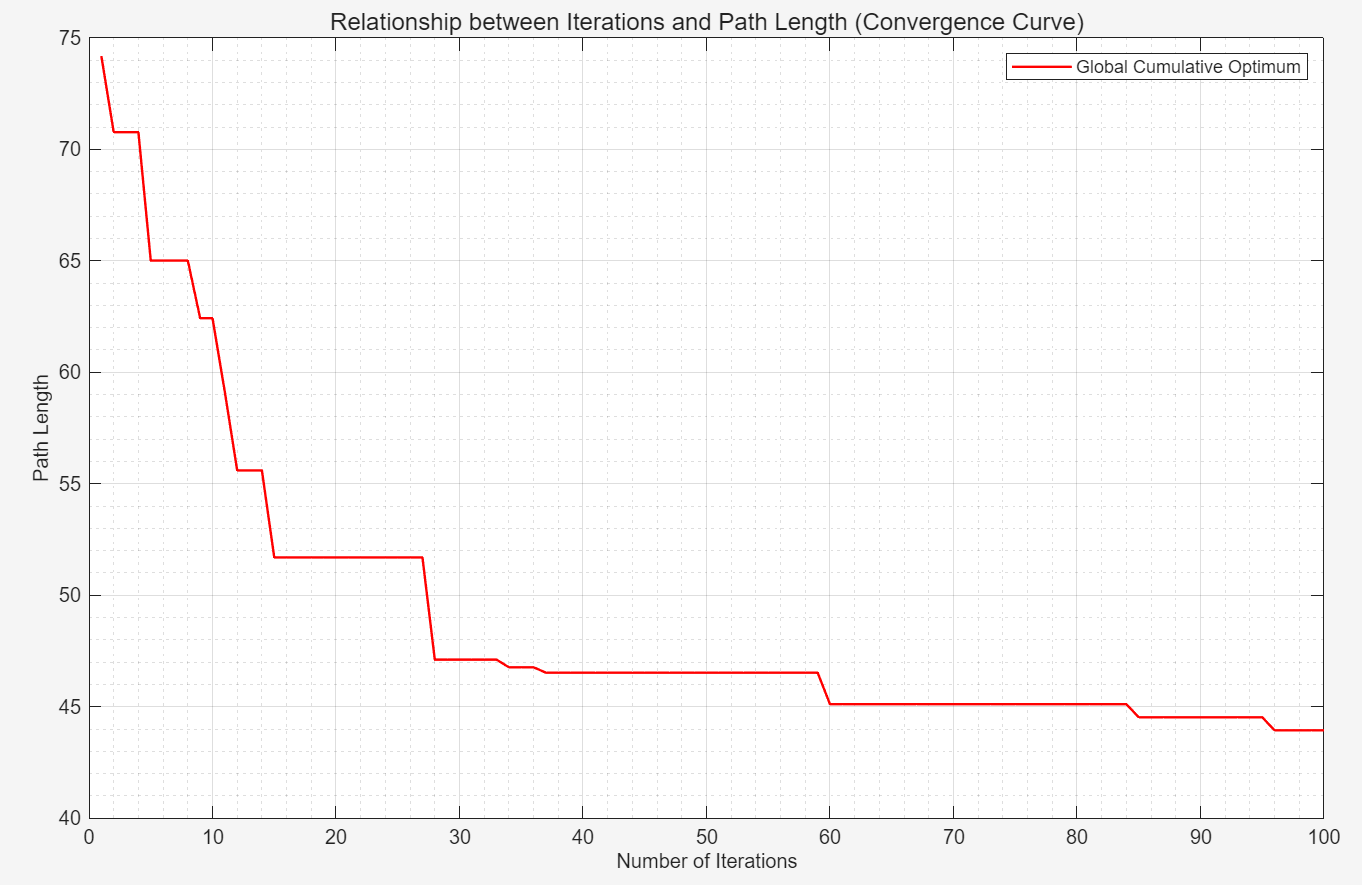 Relationship between Iterations and Path Length (Convergence Curve)
Global Cumulative Optimum
75
70
65
60
55
50
45
40
Path Length
0 10 20 30 40 50 60 70 80 90 100
Number of Iterations